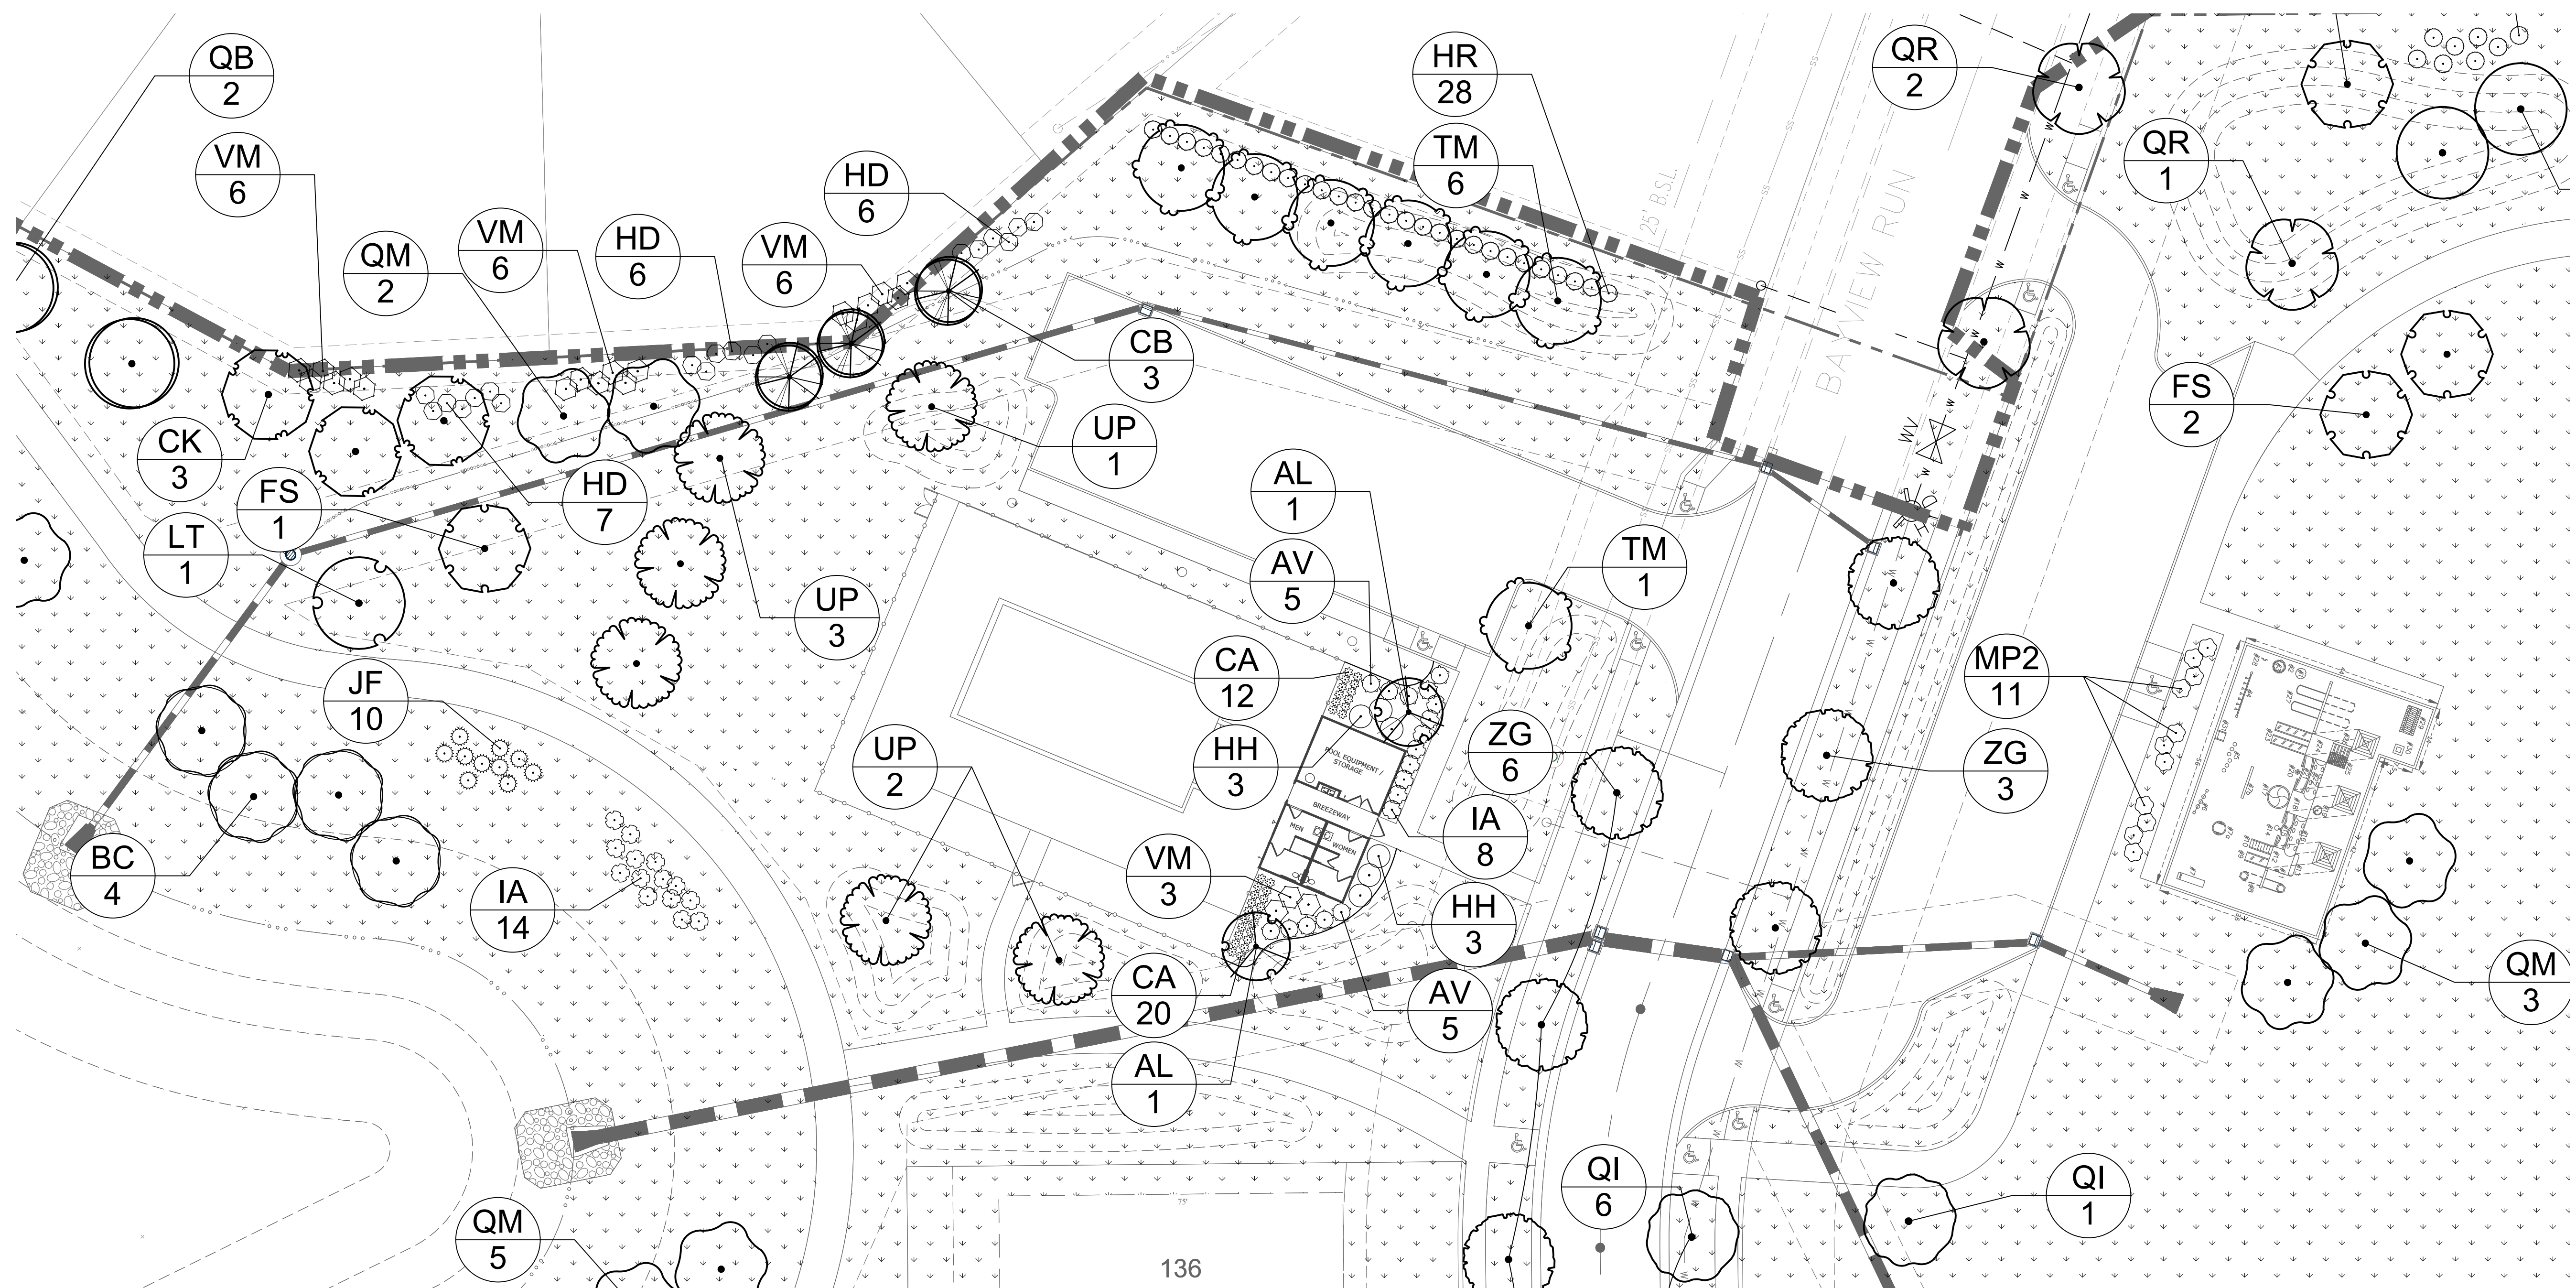 QB
2
VM
6
QM
2
VM
6
HD
6
VM
6
HD
6
HR
28
TM
6
QR
2
QR
1
CK
3
FS
1
LT
1
HD
7
UP
3
CB
3
UP
1
25' B.S.L.
BAYVIEW RUN
WV
FS
2
AL
1
AV
5
TM
1
CA
12
HH
3
ZG
6
ZG
3
MP2
11
JF
10
UP
2
POOL EQUIPMENT /
STORAGE
BREEZEWAY
MEN
WOMEN
IA
8
VM
3
HH
3
BC
4
IA
14
CA
20
AV
5
AL
1
QM
3
QI
6
QI
1
QM
5
75'
136